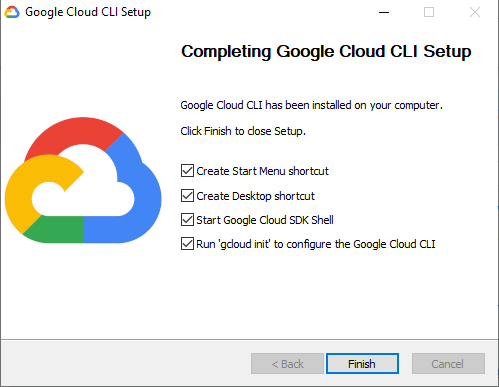 Google Cloud CLI Setup
Completing Google Cloud CLI Setup
Google Cloud CLI has been installed on your computer.
Click Finish to close Setup.
Create Start Menu shortcut
Create Desktop shortcut
Start Google Cloud SDK Shell
Run 'gcloud init' to configure the Google Cloud CLI
< Back
Finish
Cancel